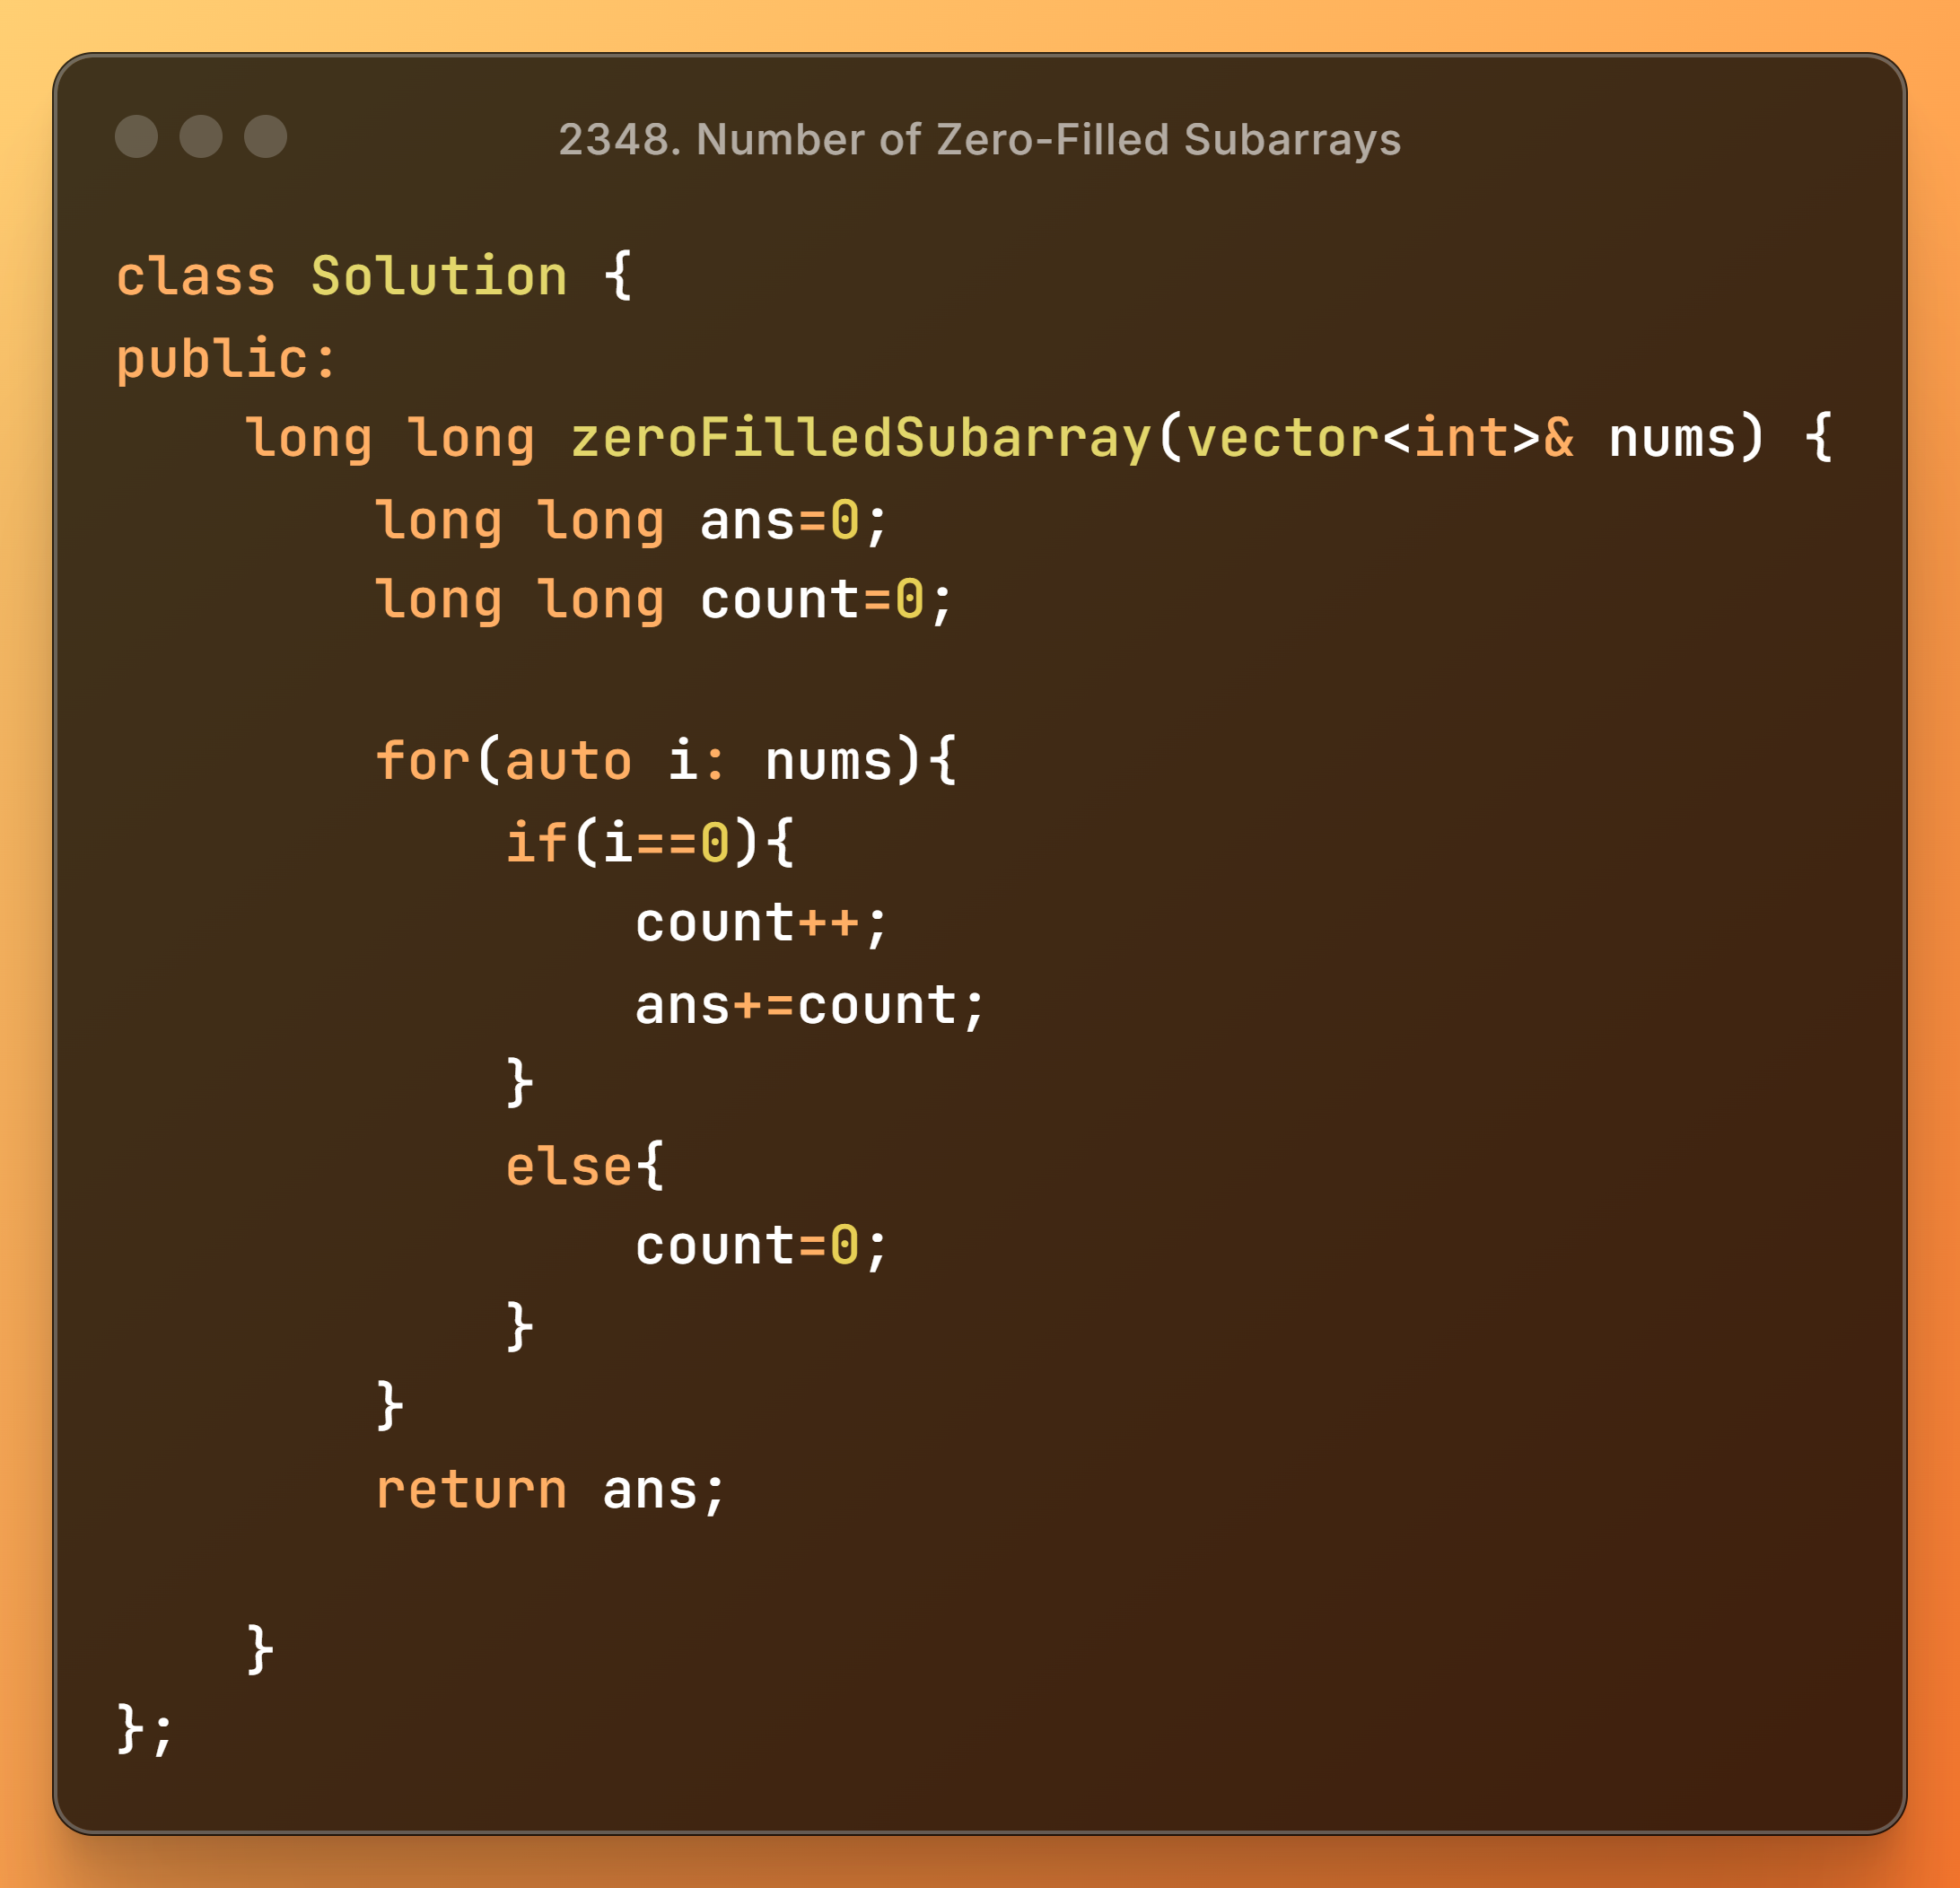 2348. Number of Zero-Filled Subarrays
class Solution {
public:
    long long zeroFilledSubarray(vector<int>& nums) {
        long long ans=0;
        long long count=0;

        for(auto i: nums){
            if(i==0){
                count++;
                ans+=count;
            }
            else{
                count=0;
            }
        }
        return ans;

    }
};